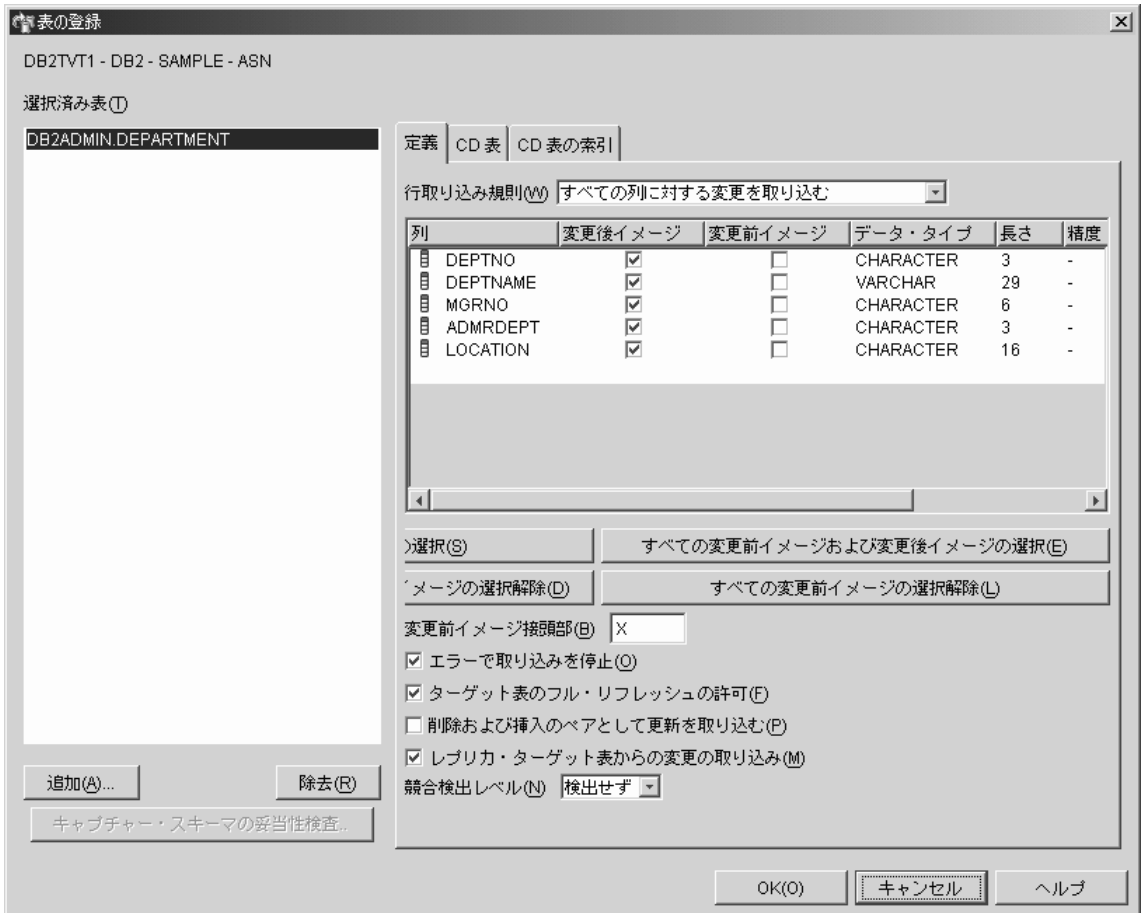 表の登録
DB2TVT1 - DB2 - SAMPLE - ASN
選択済み表(T)
DB2ADMIN.DEPARTMENT
定義 CD 表 CD 表の索引
行取り込み規則(W) すべての列に対する変更を取り込む
列 変更後イメージ 変更前イメージ データ・タイプ 長さ 精度
DEPTNO CHARACTER 3 -
DEPTNAME VARCHAR 29 -
MGRNO CHARACTER 6 -
ADMRDEPT CHARACTER 3 -
LOCATION CHARACTER 16 -
選択(S) すべての変更前イメージおよび変更後イメージの選択(E)
メージの選択解除(D) すべての変更前イメージの選択解除(L)
変更前イメージ接頭部(B) X
エラーで取り込みを停止(O)
ターゲット表のフル・リフレッシュの許可(F)
削除および挿入のペアとして更新を取り込む(P)
レプリカ・ターゲット表からの変更の取り込み(M)
競合検出レベル(N) 検出せず
追加(A)... 除去(R)
キャプチャー・スキーマの妥当性検査..
OK(O) キャンセル ヘルプ